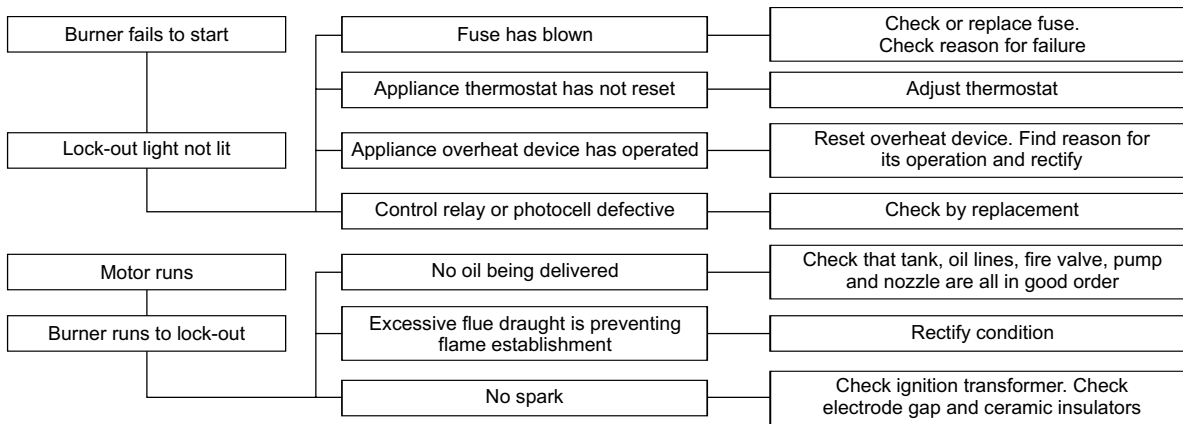 Burner fails to start
Fuse has blown
Check or replace fuse.
Check reason for failure
Appliance thermostat has not reset
Adjust thermostat
Lock-out light not lit
Appliance overheat device has operated
Reset overheat device. Find reason for
its operation and rectify
Control relay or photocell defective
Check by replacement
Motor runs
No oil being delivered
Check that tank, oil lines, fire valve, pump
and nozzle are all in good order
Burner runs to lock-out
Excessive flue draught is preventing
flame establishment
Rectify condition
No spark
Check ignition transformer. Check
electrode gap and ceramic insulators